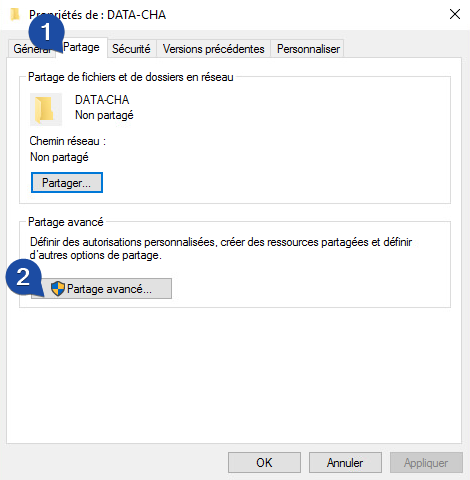 Propriétés de : DATA-CHA
1
Général Partage Sécurité Versions précédentes Personnaliser
Partage de fichiers et de dossiers en réseau
DATA-CHA
Non partagé
Chemin réseau :
Non partagé
Partager...
Partage avancé
Définir des autorisations personnalisées, créer des ressources partagées et définir
d'autres options de partage.
2
Partage avancé...
OK Annuler Appliquer